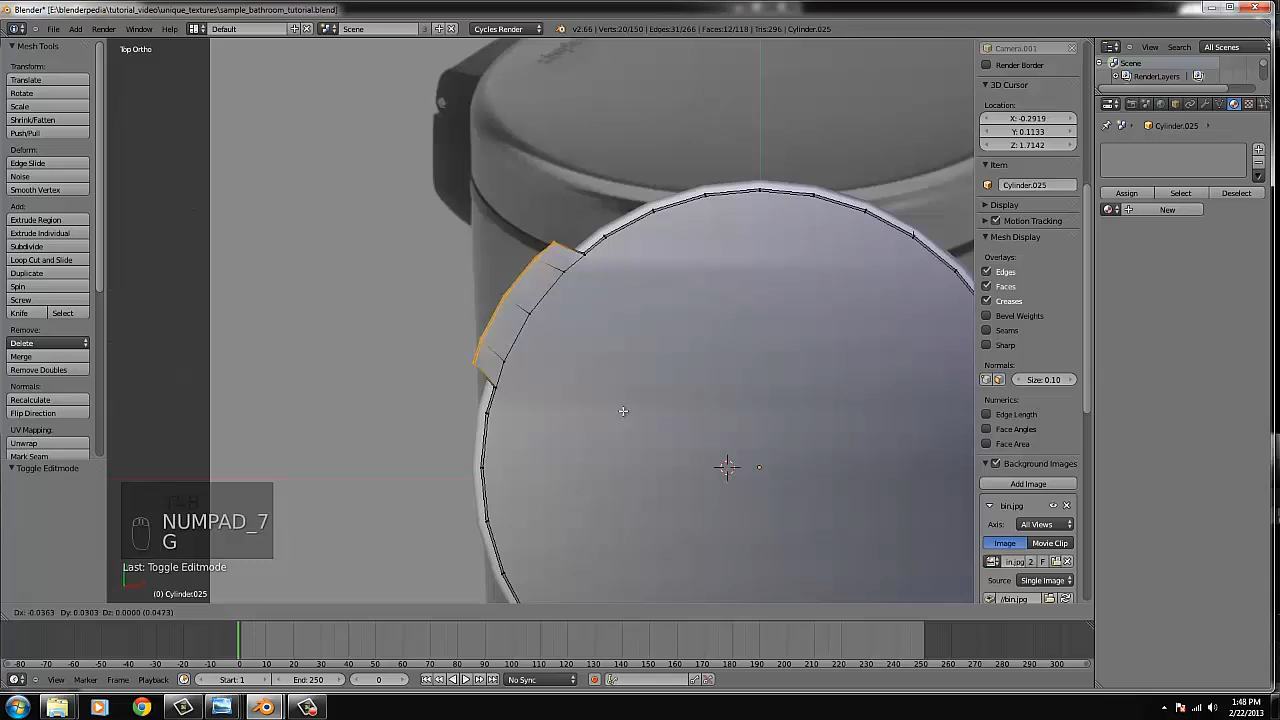 Blender* [E:\blenderpedia\tutorial_video\unique_textures\sample_bathroom_tutorial.blend]
File Add Render Window Help Default Scene 3 Cycles Render v2.66 | Verts:20/150 | Edges:31/266 | Faces:12/118 | Tris:296 | Cylinder.025
View Search All Scenes
Mesh Tools
Top Ortho
Camera.001
Render Border
Scene
RenderLayers
Transform:
Translate
Rotate
Scale
Shrink/Fatten
Push/Pull
Deform:
Edge Slide
Noise
Smooth Vertex
Add:
Extrude Region
Extrude Individual
Subdivide
Loop Cut and Slide
Duplicate
Spin
Screw
Knife Select
Remove:
Delete
Merge
Remove Doubles
Normals:
Recalculate
Flip Direction
UV Mapping:
Unwrap
Mark Seam
Toggle Editmode
3D Cursor
Location:
X: -0.2919
Y: 0.1133
Z: 1.7142
Item
Cylinder.025
Display
Motion Tracking
Mesh Display
Overlays:
Edges
Faces
Creases
Bevel Weights
Seams
Sharp
Normals:
Size: 0.10
Numerics:
Edge Length
Face Angles
Face Area
Background Images
Add Image
bin.jpg
Axis: All Views
Image Movie Clip
in.jpg 2 F
Source Single Image
//bin.jpg
Cylinder.025
Assign Select Deselect
New
NUMPAD_7
G
Last: Toggle Editmode
(0) Cylinder.025
Dx: -0.0363 Dy: 0.0303 Dz: 0.0000 (0.0473)
-80 -70 -60 -50 -40 -30 -20 -10 0 10 20 30 40 50 60 70 80 90 100 110 120 130 140 150 160 170 180 190 200 210 220 230 240 250 260 270 280 290 300
View Marker Frame Playback Start: 1 End: 250 0 No Sync
1:48 PM
2/22/2013